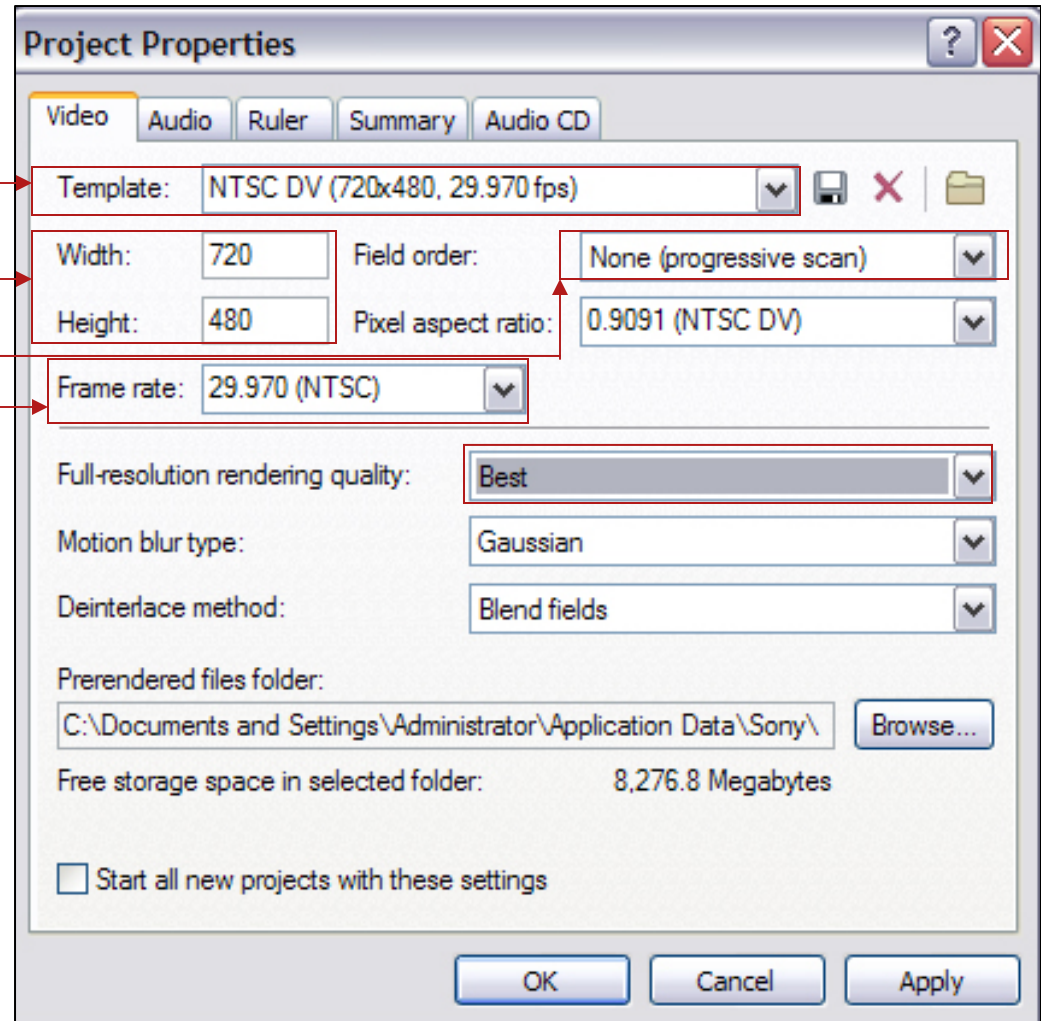 Project Properties
Video Audio Ruler Summary Audio CD
Template: NTSC DV (720x480, 29.970 fps)
Width: 720 Field order: None (progressive scan)
Height: 480 Pixel aspect ratio: 0.9091 (NTSC DV)
Frame rate: 29.970 (NTSC)
Full-resolution rendering quality: Best
Motion blur type: Gaussian
Deinterlace method: Blend fields
Prerendered files folder:
C:\Documents and Settings\Administrator\Application Data\Sony\ Browse...
Free storage space in selected folder: 8,276.8 Megabytes
Start all new projects with these settings
OK Cancel Apply